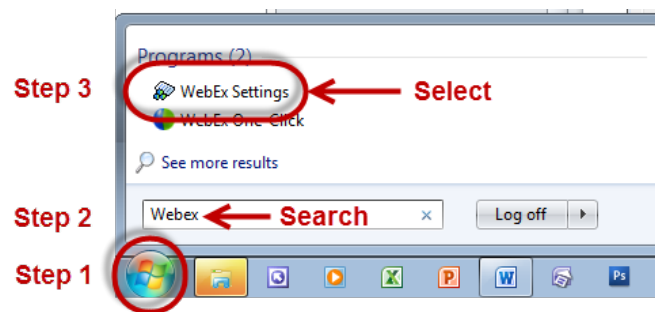 Programs (2)
Step 3
WebEx Settings
Select
WebEx One-Click
See more results
Step 2
Webex
Search
Log off
Step 1
W
Ps